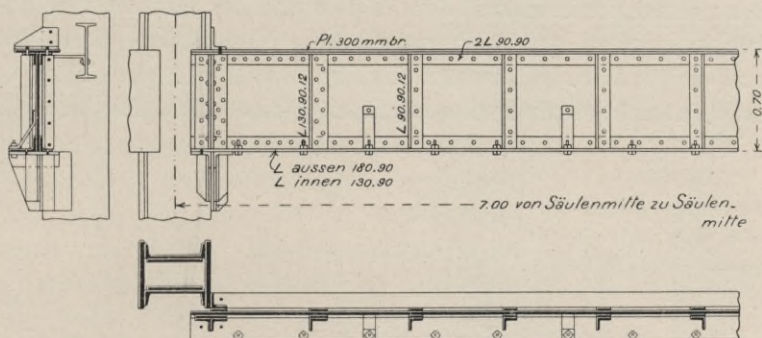 Pl. 300 mm br.
2 L 90.90
L 130.90.12
L 90.90.12
0.70
L aussen 180.90
L innen 130.90
7.00 von Säulenmitte zu Säulen-
mitte